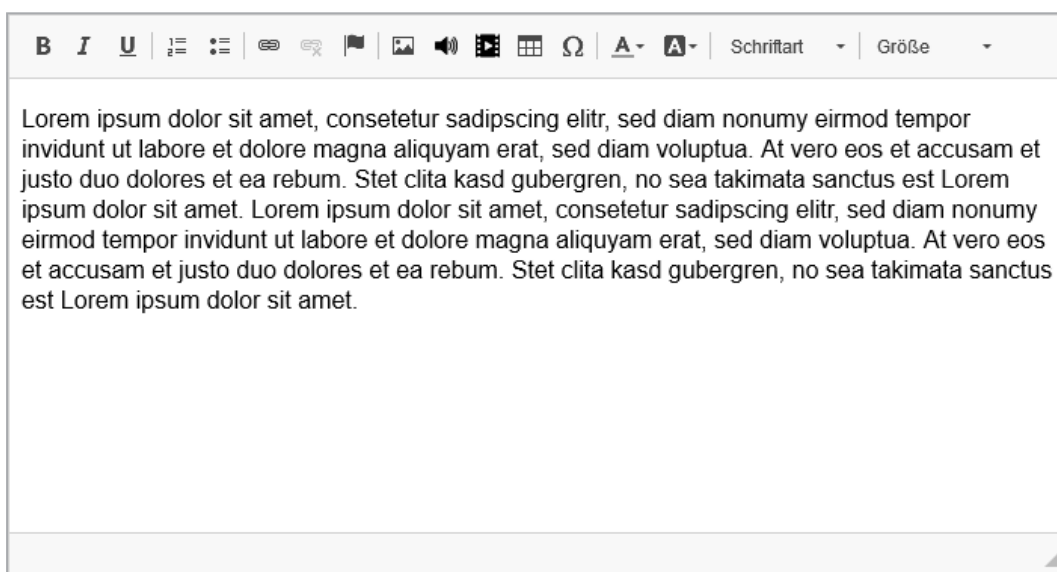 B I U Ω A A Schriftart Größe
Lorem ipsum dolor sit amet, consetetur sadipscing elitr, sed diam nonumy eirmod tempor
invidunt ut labore et dolore magna aliquyam erat, sed diam voluptua. At vero eos et accusam et
justo duo dolores et ea rebum. Stet clita kasd gubergren, no sea takimata sanctus est Lorem
ipsum dolor sit amet. Lorem ipsum dolor sit amet, consetetur sadipscing elitr, sed diam nonumy
eirmod tempor invidunt ut labore et dolore magna aliquyam erat, sed diam voluptua. At vero eos
et accusam et justo duo dolores et ea rebum. Stet clita kasd gubergren, no sea takimata sanctus
est Lorem ipsum dolor sit amet.